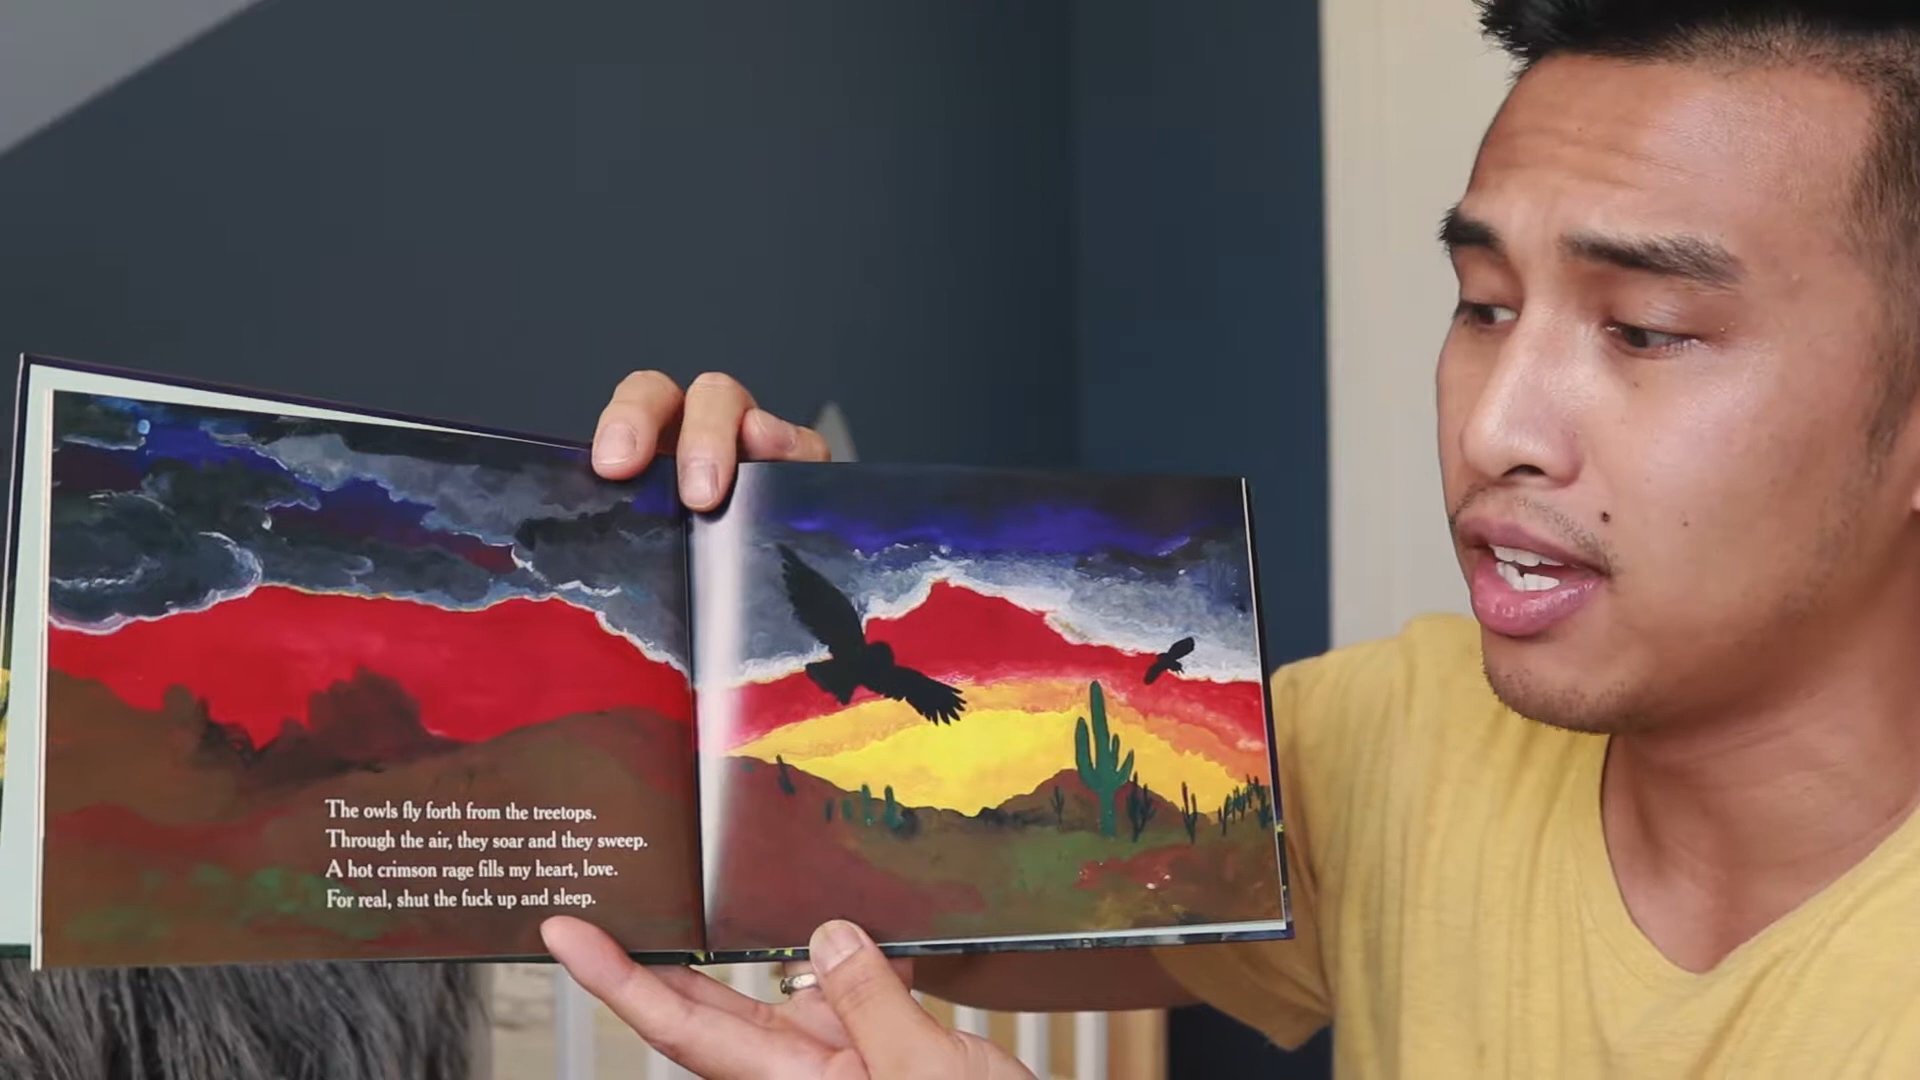 The owls fly forth from the treetops.
Through the air, they soar and they sweep.
A hot crimson rage fills my heart, love.
For real, shut the fuck up and sleep.